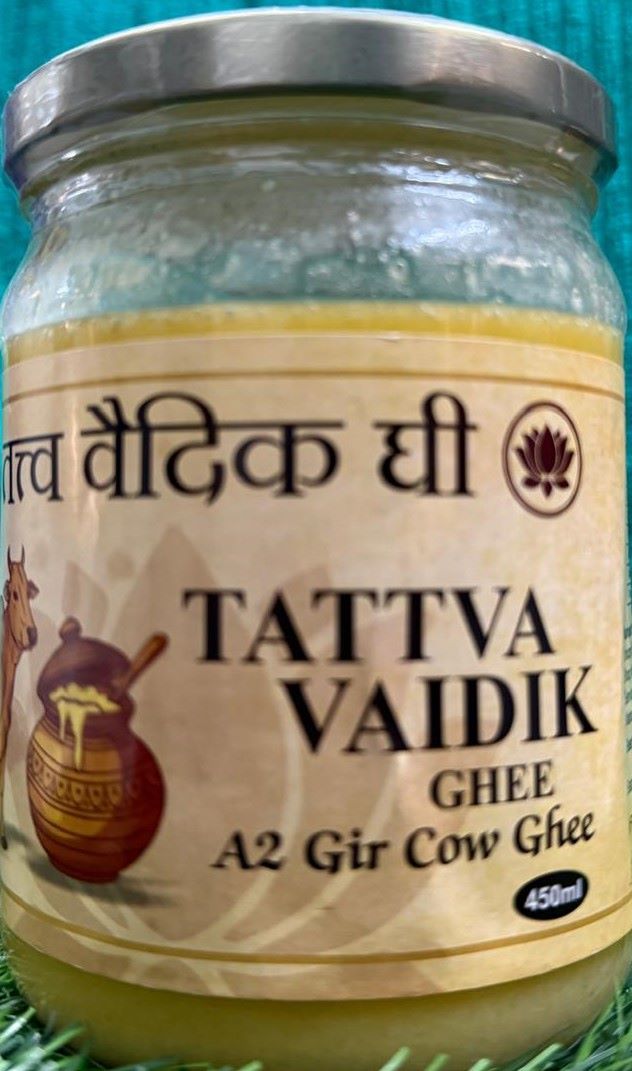 तत्त्व वैदिक घी
TATTVA
VAIDIK
GHEE
A2 Gir Cow Ghee
450ml